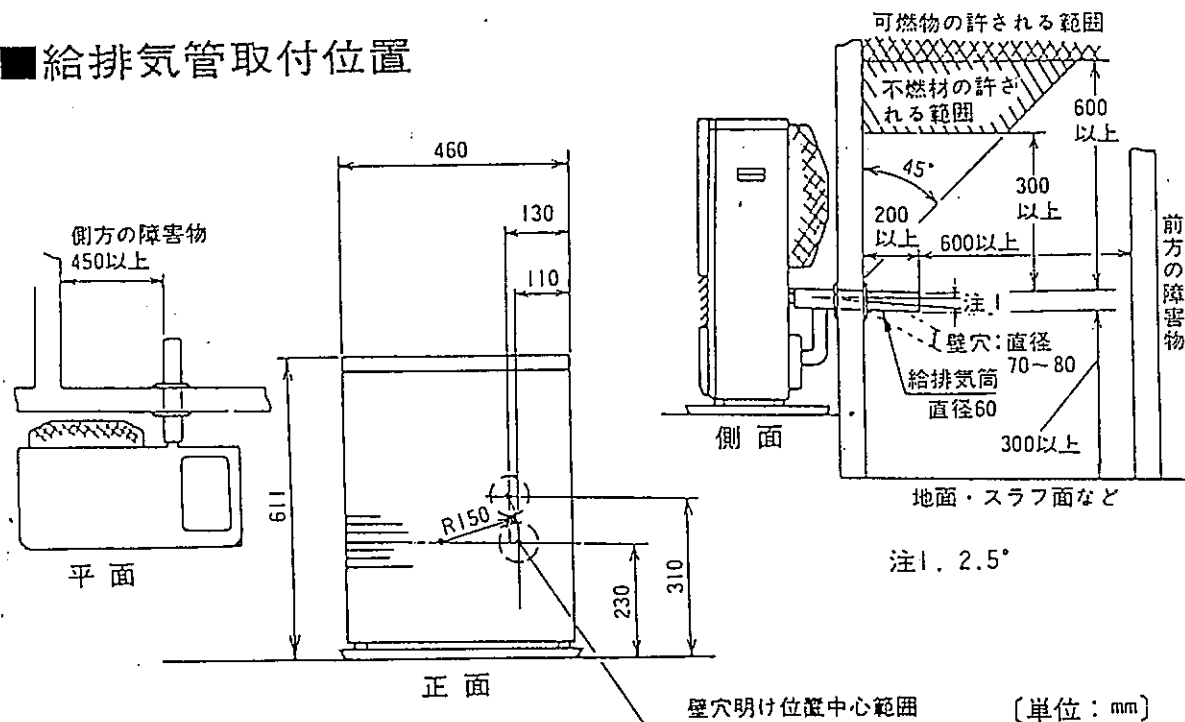 ■給排気管取付位置
側方の障害物
450以上
平面
460
130
110
611
R150
230
310
正面
壁穴明け位置中心範囲
〔単位：mm〕
可燃物の許される範囲
不燃材の許さ
れる範囲
600
以上
45°
300
以上
200
以上
600以上
前方の障害物
注1
壁穴：直径
70～80
給排気筒
直径60
300以上
側面
地面・スラフ面など
注1. 2.5°